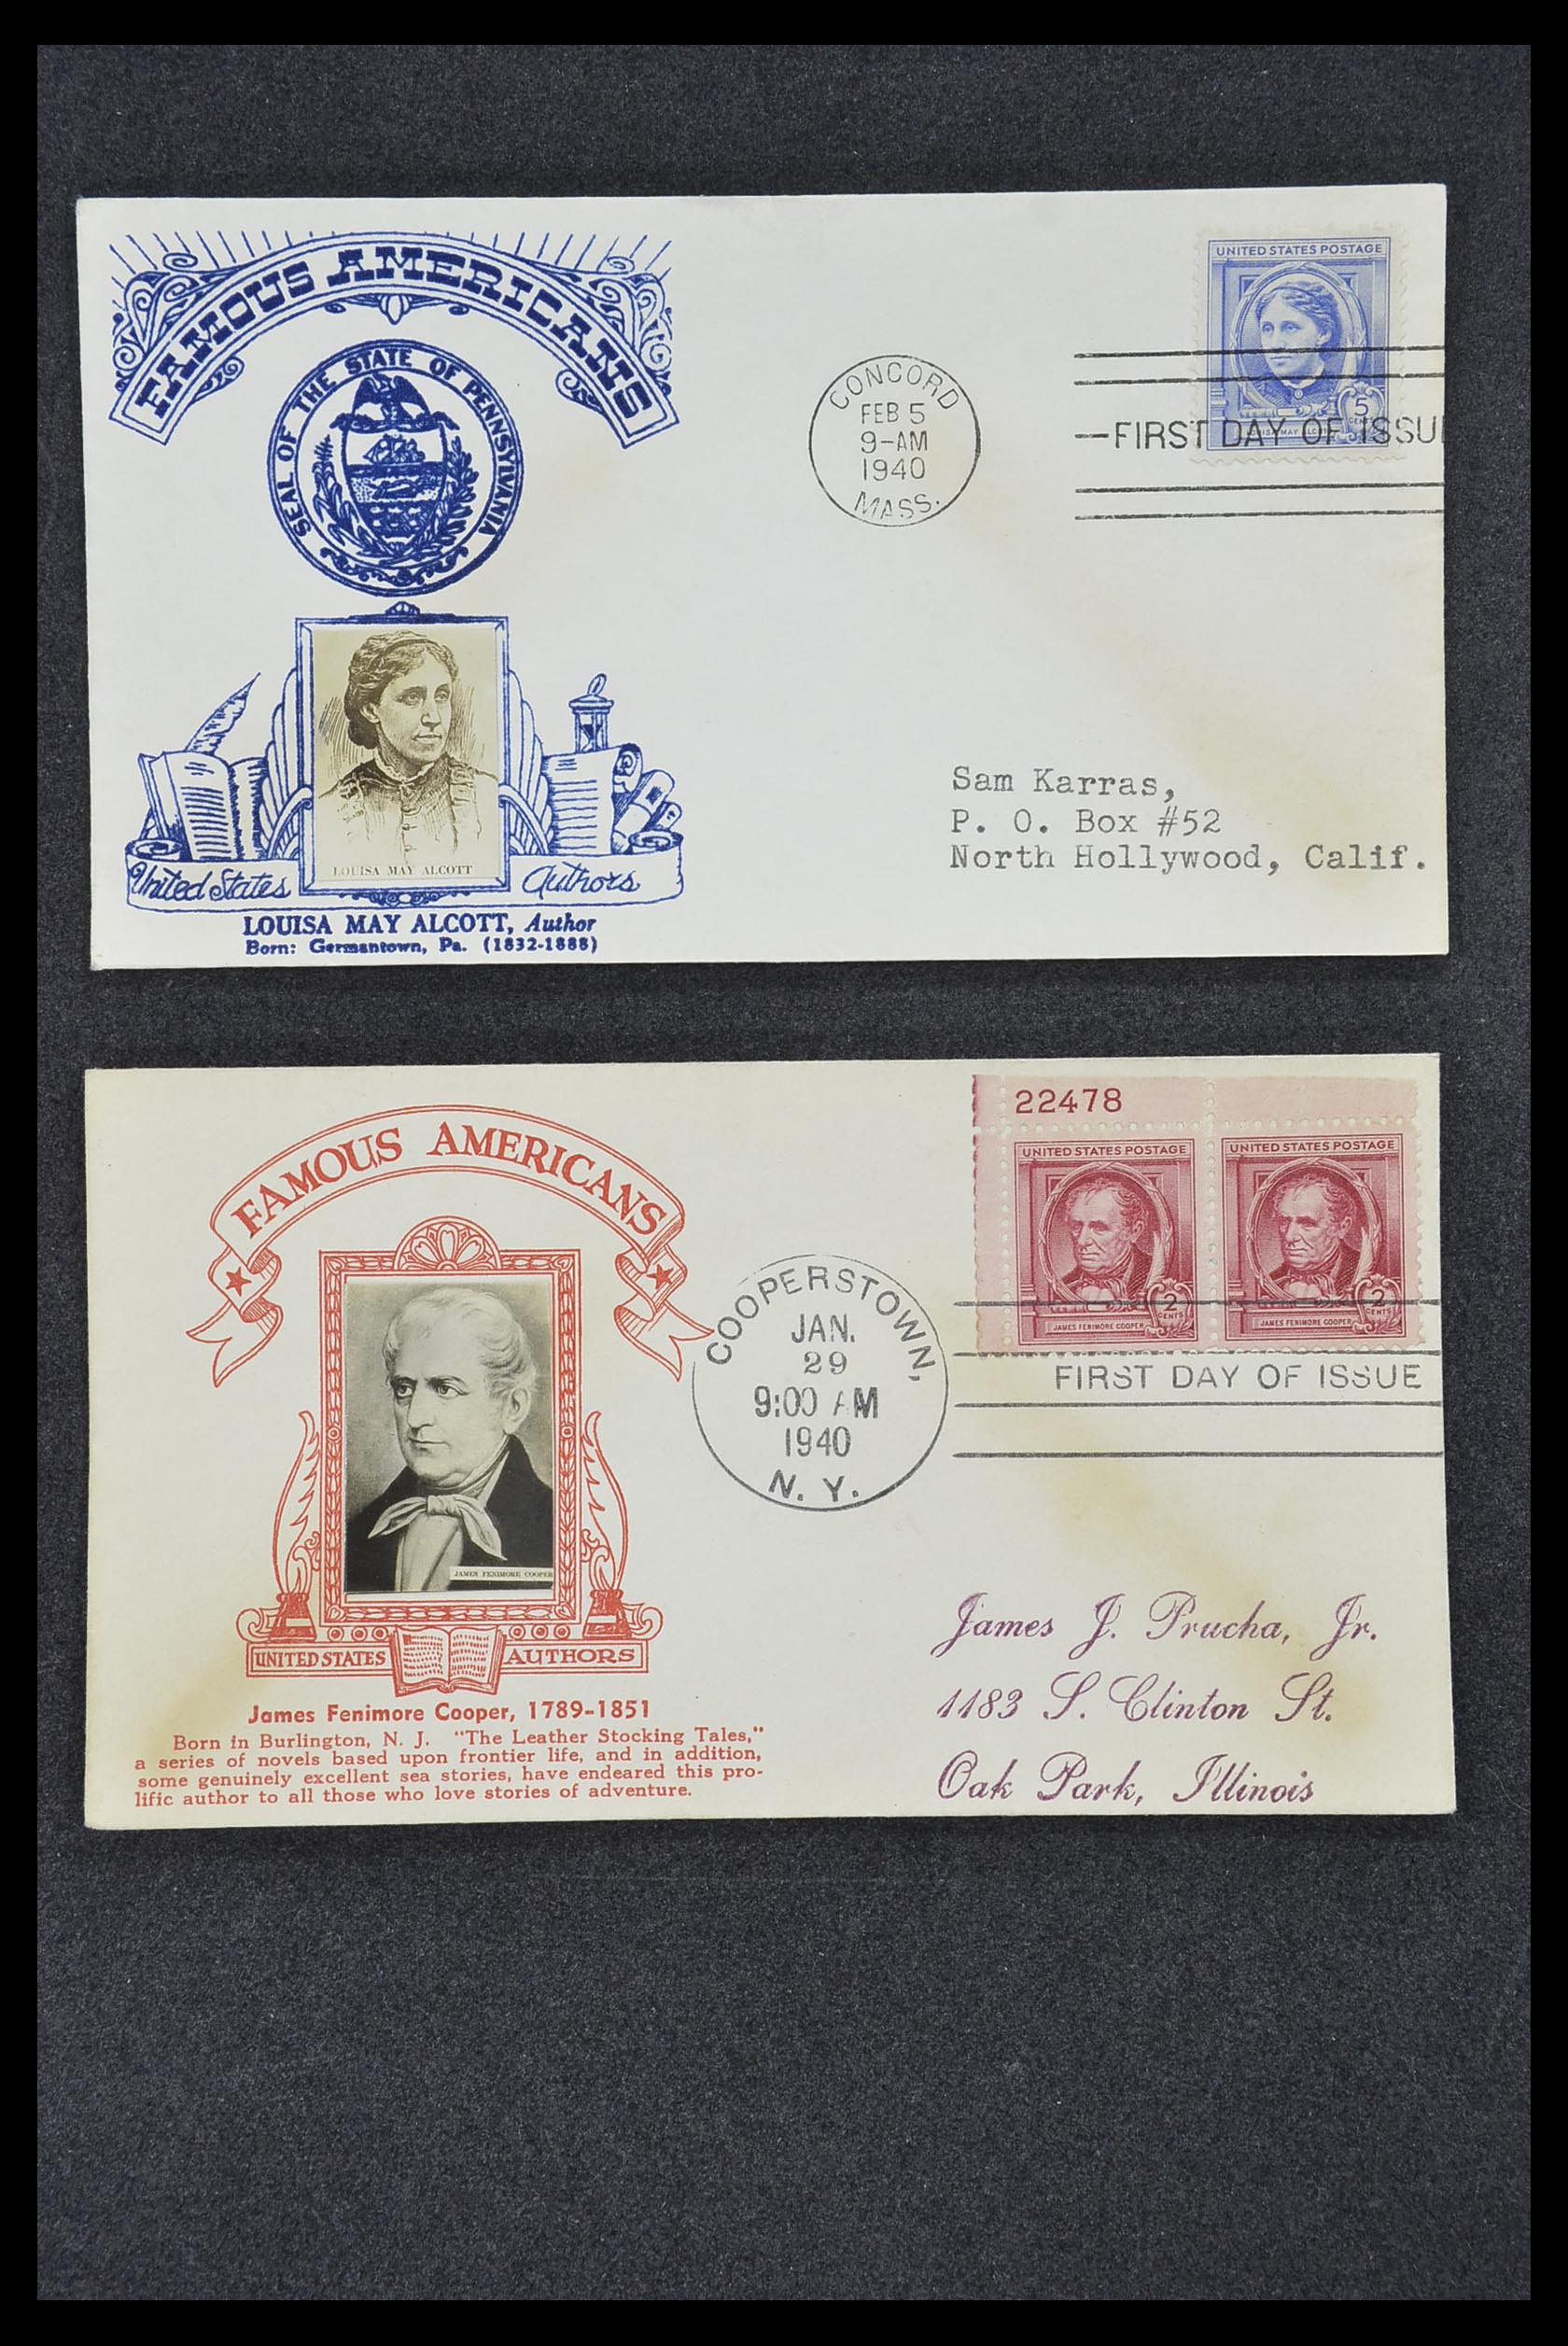 FAMOUS AMERICANS
SEAL OF THE STATE OF PENNSYLVANIA
LOUISA MAY ALCOTT
United States Authors
LOUISA MAY ALCOTT, Author
Born: Germantown, Pa. (1832-1888)
CONCORD
FEB 5
9-AM
1940
MASS.
UNITED STATES POSTAGE
5
CENTS
LOUISA MAY ALCOTT
FIRST DAY OF ISSU
Sam Karras,
P. O. Box #52
North Hollywood, Calif.
FAMOUS AMERICANS
JAMES FENIMORE COOPER
UNITED STATES AUTHORS
James Fenimore Cooper, 1789-1851
Born in Burlington, N. J. "The Leather Stocking Tales,"
a series of novels based upon frontier life, and in addition,
some genuinely excellent sea stories, have endeared this pro-
lific author to all those who love stories of adventure.
COOPERSTOWN,
JAN.
29
9:00 AM
1940
N. Y.
22478
UNITED STATES POSTAGE
2
CENTS
JAMES FENIMORE COOPER
UNITED STATES POSTAGE
2
CENTS
JAMES FENIMORE COOPER
FIRST DAY OF ISSUE
James J. Prucha, Jr.
1183 S. Clinton St.
Oak Park, Illinois